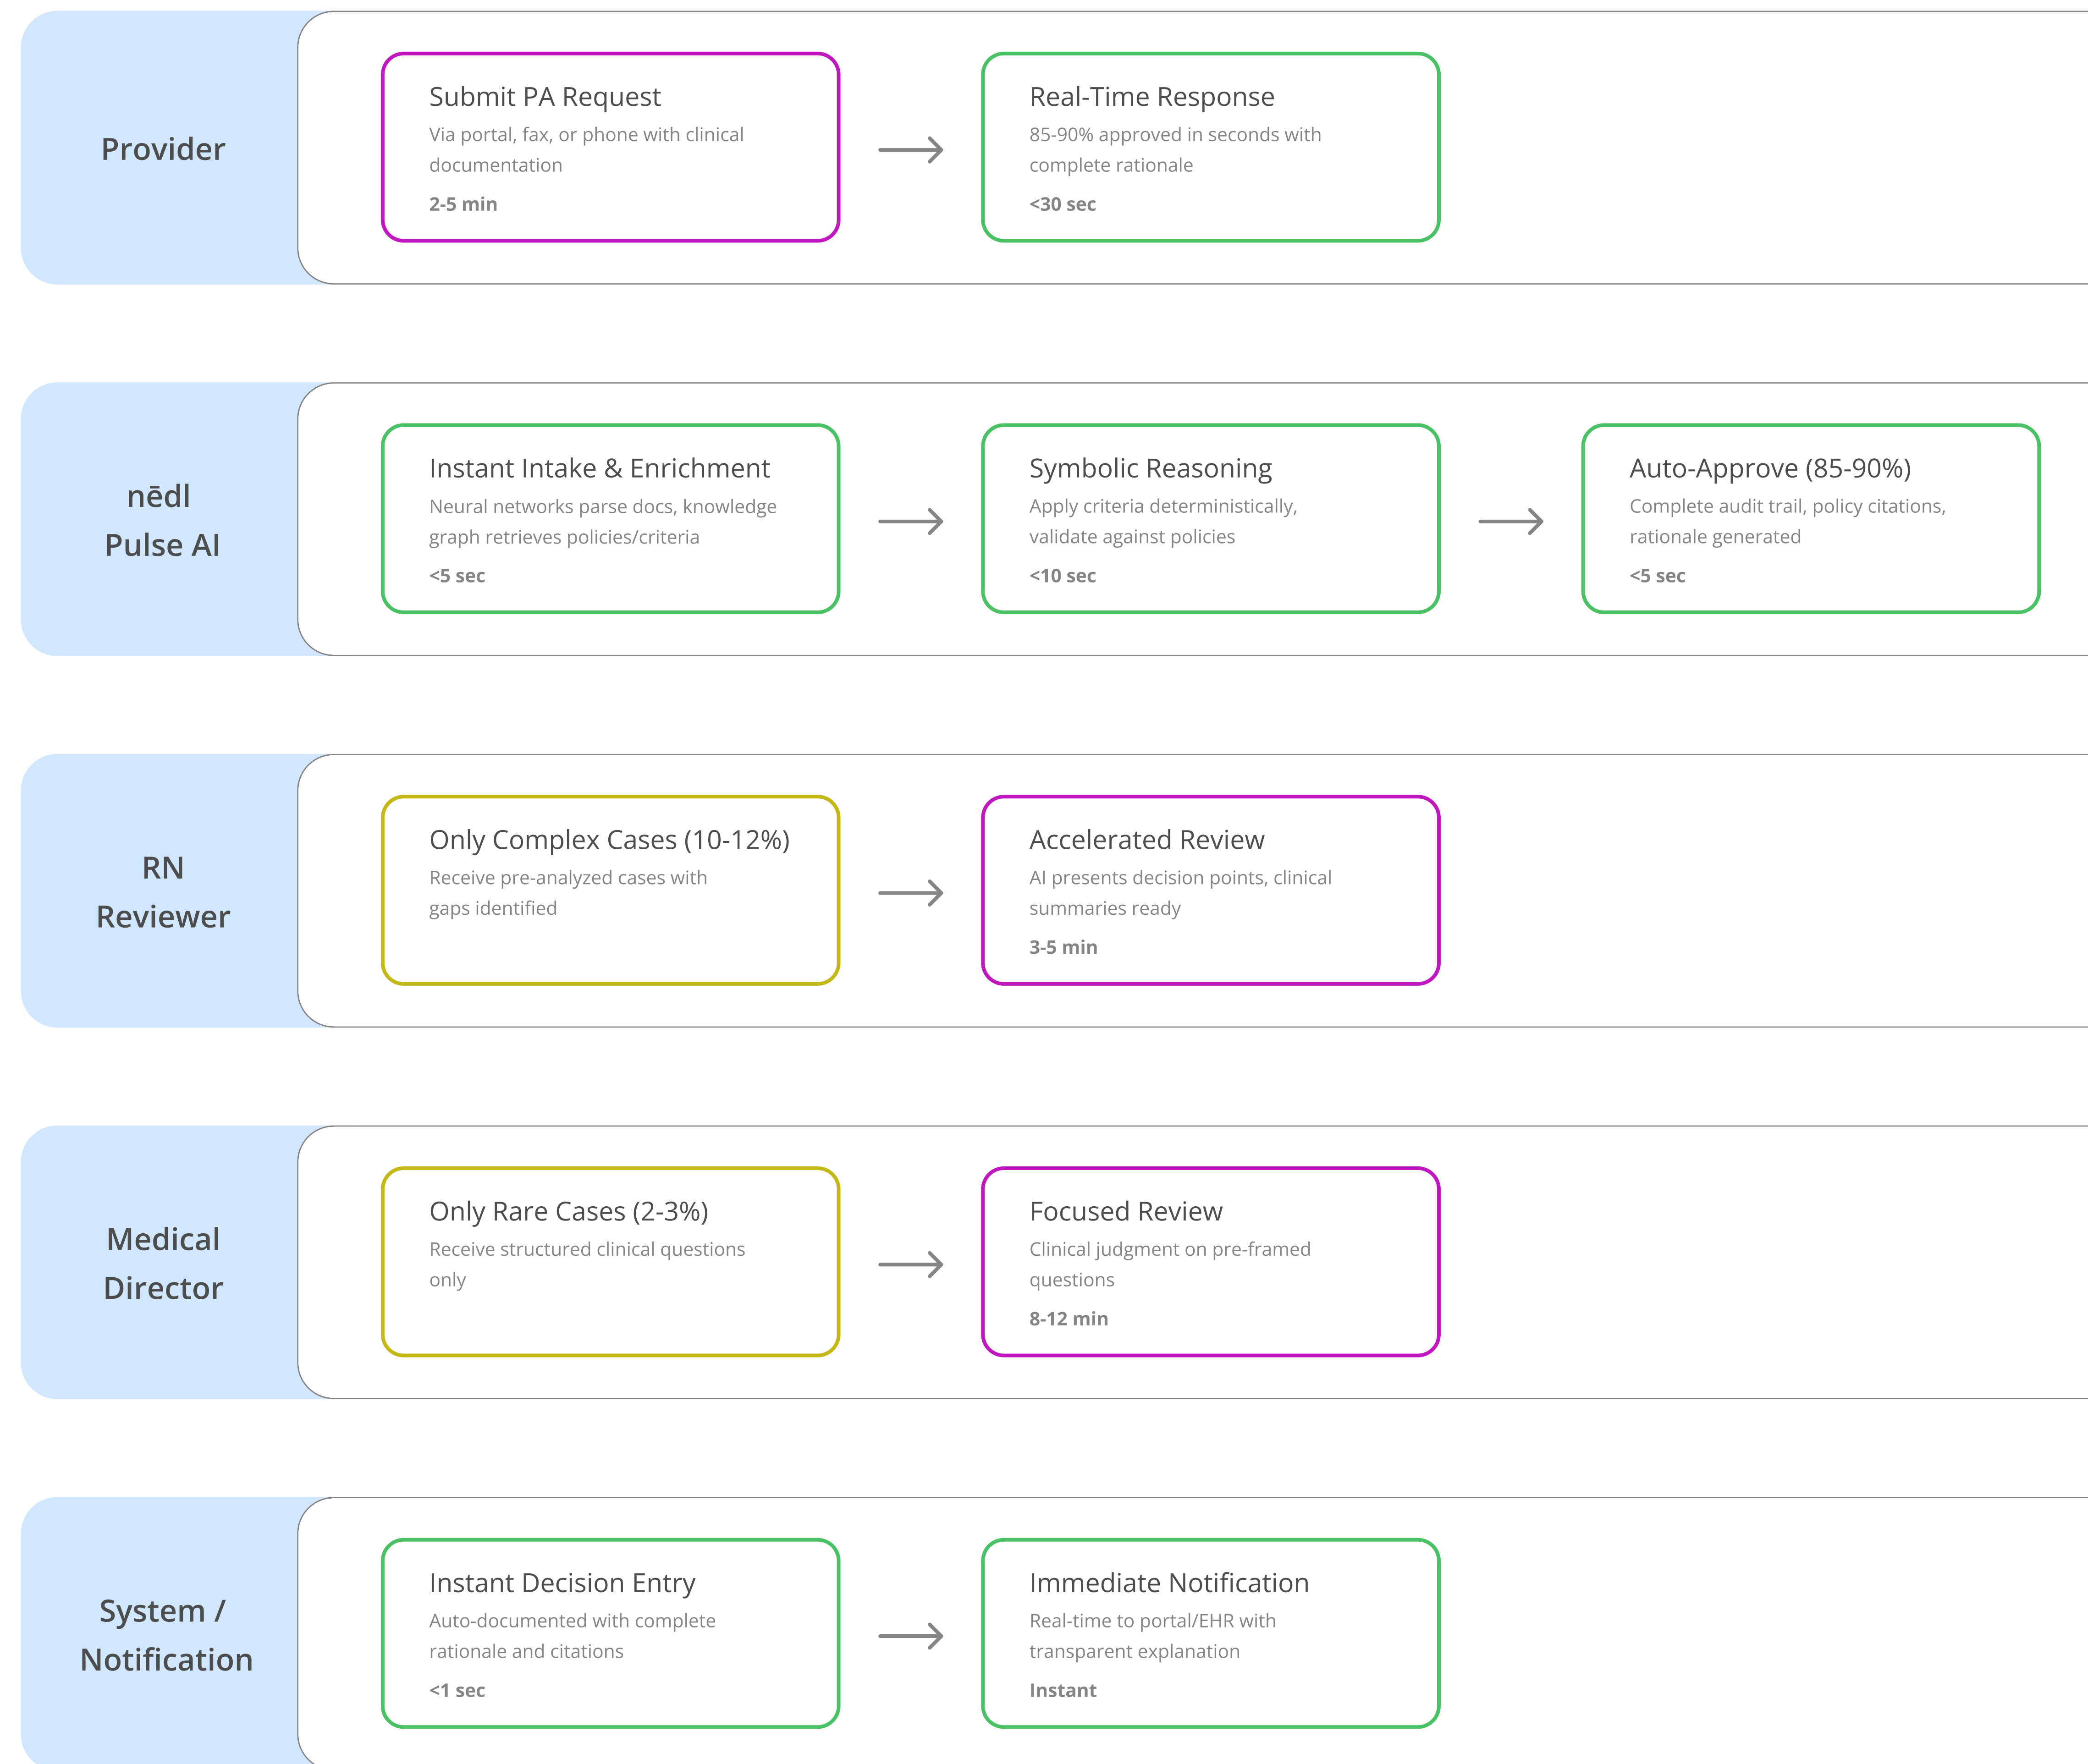 Provider
Submit PA Request
Via portal, fax, or phone with clinical
documentation
2-5 min
Real-Time Response
85-90% approved in seconds with
complete rationale
<30 sec
nēdl
Pulse AI
Instant Intake & Enrichment
Neural networks parse docs, knowledge
graph retrieves policies/criteria
<5 sec
Symbolic Reasoning
Apply criteria deterministically,
validate against policies
<10 sec
Auto-Approve (85-90%)
Complete audit trail, policy citations,
rationale generated
<5 sec
RN
Reviewer
Only Complex Cases (10-12%)
Receive pre-analyzed cases with
gaps identified
Accelerated Review
AI presents decision points, clinical
summaries ready
3-5 min
Medical
Director
Only Rare Cases (2-3%)
Receive structured clinical questions
only
Focused Review
Clinical judgment on pre-framed
questions
8-12 min
System /
Notification
Instant Decision Entry
Auto-documented with complete
rationale and citations
<1 sec
Immediate Notification
Real-time to portal/EHR with
transparent explanation
Instant